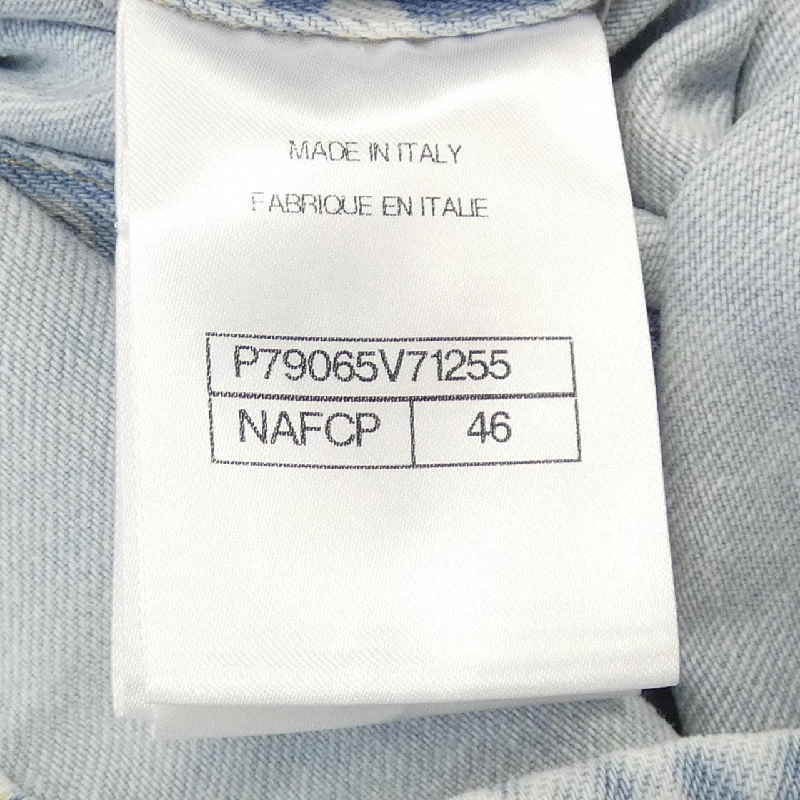 MADE IN ITALY
FABRIQUE EN ITALIE
P79065V71255
NAFCP 46